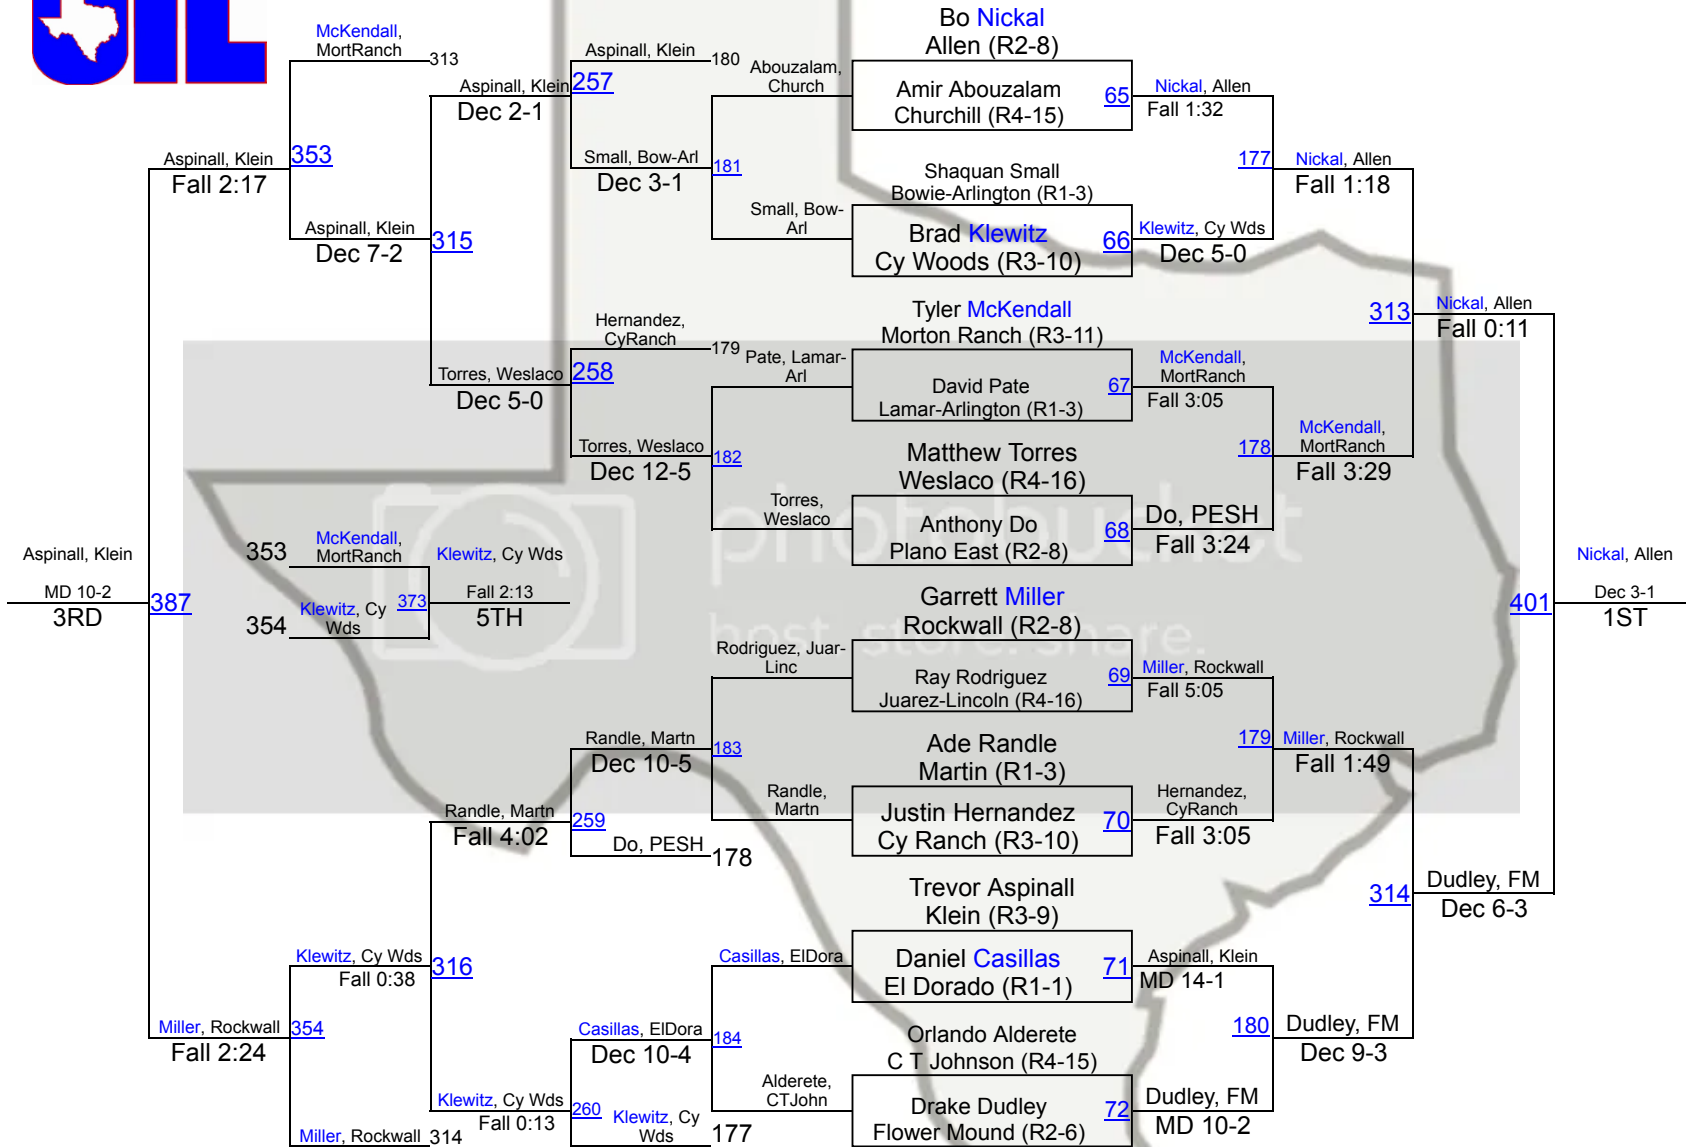 UIL
Bo Nickal
Allen (R2-8)
Amir Abouzalam
Churchill (R4-15)
65
Nickal, Allen
Fall 1:32
Shaquan Small
Bowie-Arlington (R1-3)
Brad Klewitz
Cy Woods (R3-10)
66
Klewitz, Cy Wds
Dec 5-0
177
Nickal, Allen
Fall 1:18
Tyler McKendall
Morton Ranch (R3-11)
David Pate
Lamar-Arlington (R1-3)
67
McKendall,
MortRanch
Fall 3:05
Matthew Torres
Weslaco (R4-16)
Anthony Do
Plano East (R2-8)
68
Do, PESH
Fall 3:24
178
McKendall,
MortRanch
Fall 3:29
313
Nickal, Allen
Fall 0:11
Garrett Miller
Rockwall (R2-8)
Ray Rodriguez
Juarez-Lincoln (R4-16)
69
Miller, Rockwall
Fall 5:05
Ade Randle
Martin (R1-3)
Justin Hernandez
Cy Ranch (R3-10)
70
Hernandez,
CyRanch
Fall 3:05
179
Miller, Rockwall
Fall 1:49
Trevor Aspinall
Klein (R3-9)
Daniel Casillas
El Dorado (R1-1)
71
Aspinall, Klein
MD 14-1
Orlando Alderete
C T Johnson (R4-15)
Drake Dudley
Flower Mound (R2-6)
72
Dudley, FM
MD 10-2
180
Dudley, FM
Dec 9-3
314
Dudley, FM
Dec 6-3
401
Nickal, Allen
Dec 3-1
1ST
Abouzalam,
Church
Small, Bow-
Arl
181
Small, Bow-Arl
Dec 3-1
Aspinall, Klein
180
257
Aspinall, Klein
Dec 2-1
Pate, Lamar-
Arl
Torres,
Weslaco
182
Torres, Weslaco
Dec 12-5
Hernandez,
CyRanch
179
258
Torres, Weslaco
Dec 5-0
315
Aspinall, Klein
Dec 7-2
McKendall,
MortRanch
313
353
Aspinall, Klein
Fall 2:17
Rodriguez, Juar-
Linc
Randle,
Martn
183
Randle, Martn
Dec 10-5
Do, PESH
178
259
Randle, Martn
Fall 4:02
Casillas, ElDora
Alderete,
CTJohn
184
Casillas, ElDora
Dec 10-4
Klewitz, Cy
Wds
177
260
Klewitz, Cy Wds
Fall 0:13
316
Klewitz, Cy Wds
Fall 0:38
Miller, Rockwall
314
354
Miller, Rockwall
Fall 2:24
387
Aspinall, Klein
MD 10-2
3RD
353
McKendall,
MortRanch
354
Klewitz, Cy
Wds
373
Klewitz, Cy Wds
Fall 2:13
5TH
photobucket
host. store. share.